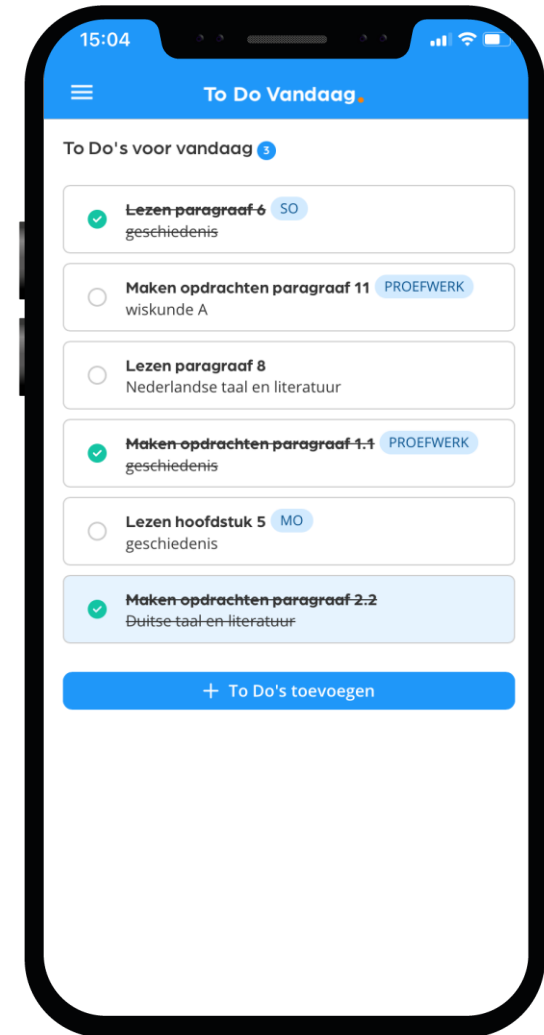 15:04
To Do Vandaag.
To Do's voor vandaag 3
Lezen paragraaf 6 SO
geschiedenis
Maken opdrachten paragraaf 11 PROEFWERK
wiskunde A
Lezen paragraaf 8
Nederlandse taal en literatuur
Maken opdrachten paragraaf 1.1 PROEFWERK
geschiedenis
Lezen hoofdstuk 5 MO
geschiedenis
Maken opdrachten paragraaf 2.2
Duitse taal en literatuur
+ To Do's toevoegen